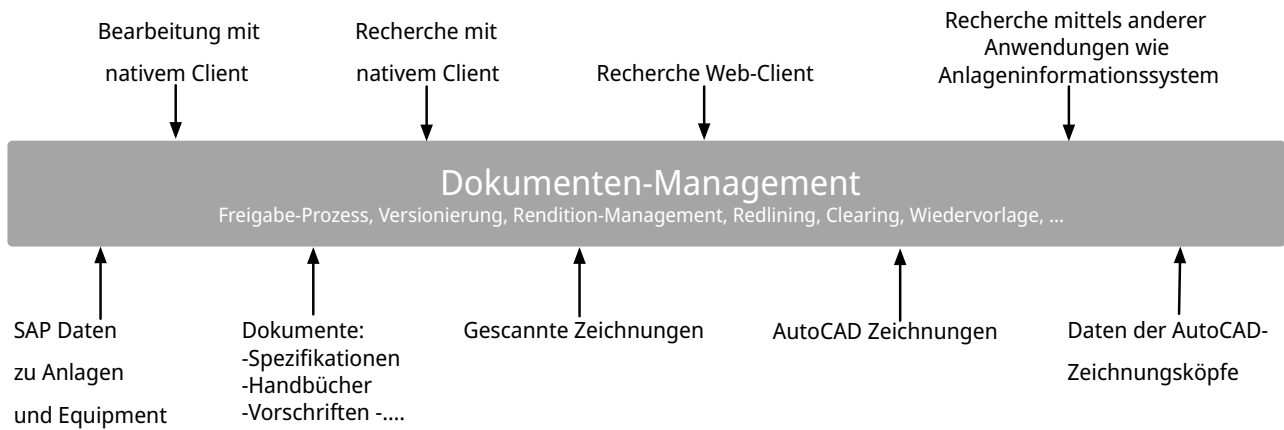 Bearbeitung mit
nativem Client
Recherche mit
nativem Client
Recherche Web-Client
Recherche mittels anderer
Anwendungen wie
Anlageninformationssystem
Dokumenten-Management
Freigabe-Prozess, Versionierung, Rendition-Management, Redlining, Clearing, Wiedervorlage, ...
SAP Daten
zu Anlagen
und Equipment
Dokumente:
-Spezifikationen
-Handbücher
-Vorschriften -....
Gescannte Zeichnungen
AutoCAD Zeichnungen
Daten der AutoCAD-
Zeichnungsköpfe